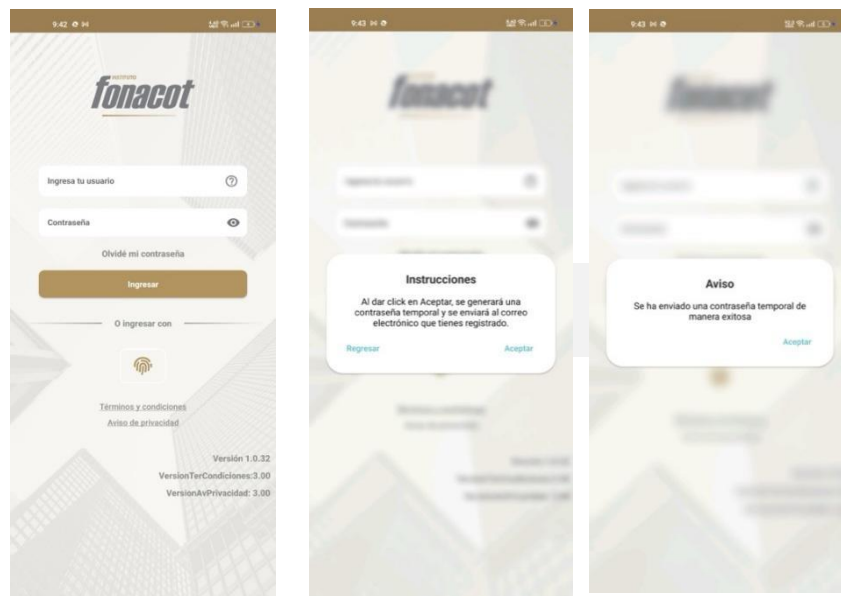 9:42
INSTITUTO
fonacot
Ingresa tu usuario
Contraseña
Olvidé mi contraseña
Ingresar
O ingresar con
Términos y condiciones
Aviso de privacidad
Versión 1.0.32
VersionTerCondiciones:3.00
VersionAvPrivacidad: 3.00
9:43
fonacot
Instrucciones
Al dar click en Aceptar, se generará una
contraseña temporal y se enviará al correo
electrónico que tienes registrado.
Regresar
Aceptar
9:43
fonacot
Aviso
Se ha enviado una contraseña temporal de
manera exitosa
Aceptar